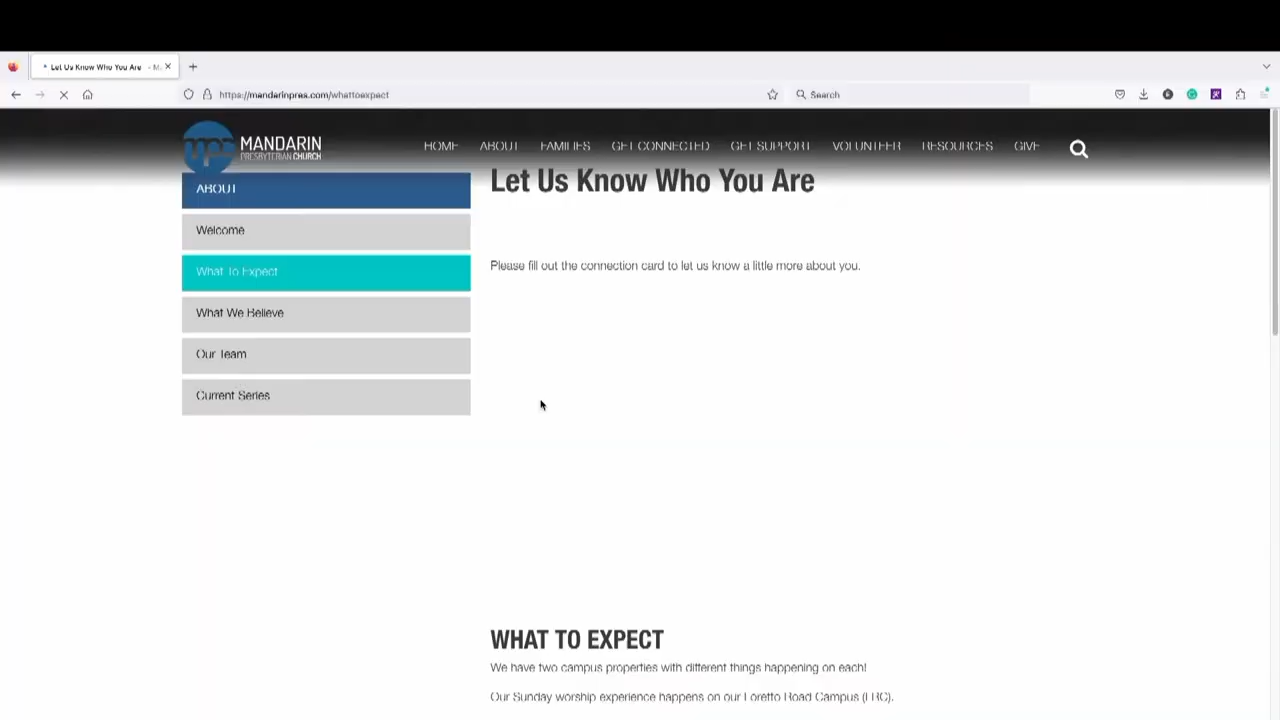 Let Us Know Who You Are - M
https://mandarinpres.com/whattoexpect
Search
MANDARIN
PRESBYTERIAN CHURCH
HOME ABOUT FAMILIES GET CONNECTED GET SUPPORT VOLUNTEER RESOURCES GIVE
Let Us Know Who You Are
ABOUT
Welcome
What To Expect
What We Believe
Our Team
Current Series
Please fill out the connection card to let us know a little more about you.
WHAT TO EXPECT
We have two campus properties with different things happening on each!
Our Sunday worship experience happens on our Loretto Road Campus (LRC).